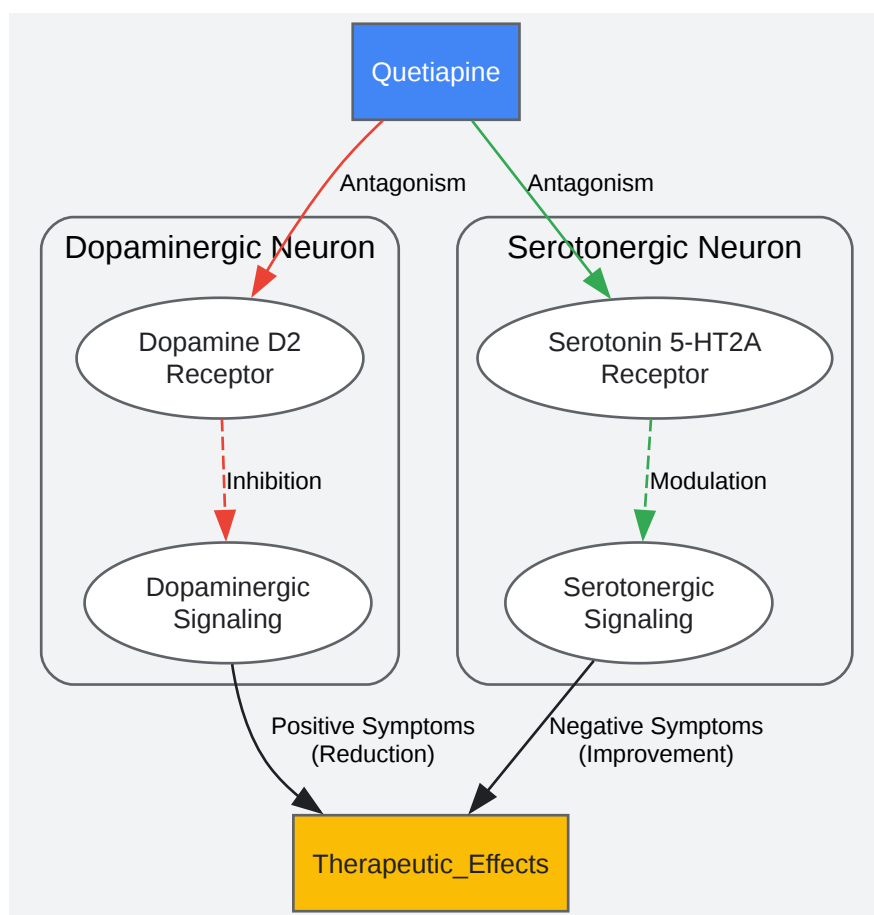 Quetiapine
Antagonism
Antagonism
Dopaminergic Neuron
Serotonergic Neuron
Dopamine D2
Receptor
Serotonin 5-HT2A
Receptor
Inhibition
Modulation
Dopaminergic
Signaling
Serotonergic
Signaling
Positive Symptoms
(Reduction)
Negative Symptoms
(Improvement)
Therapeutic_Effects